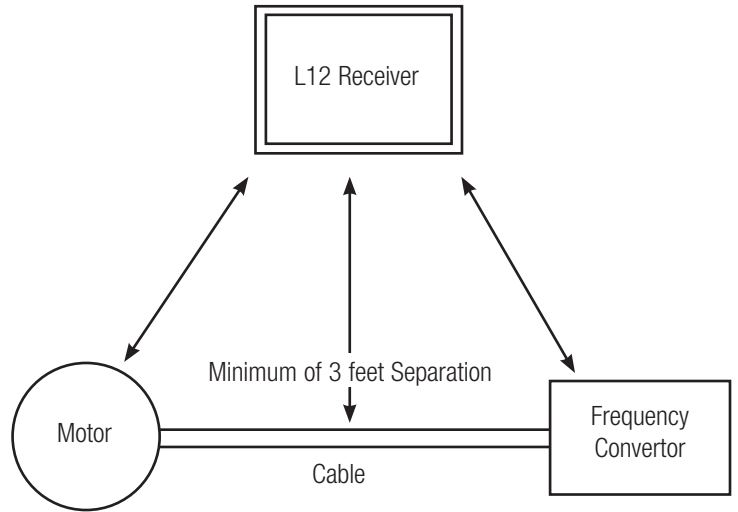 L12 Receiver
Minimum of 3 feet Separation
Motor
Frequency
Convertor
Cable